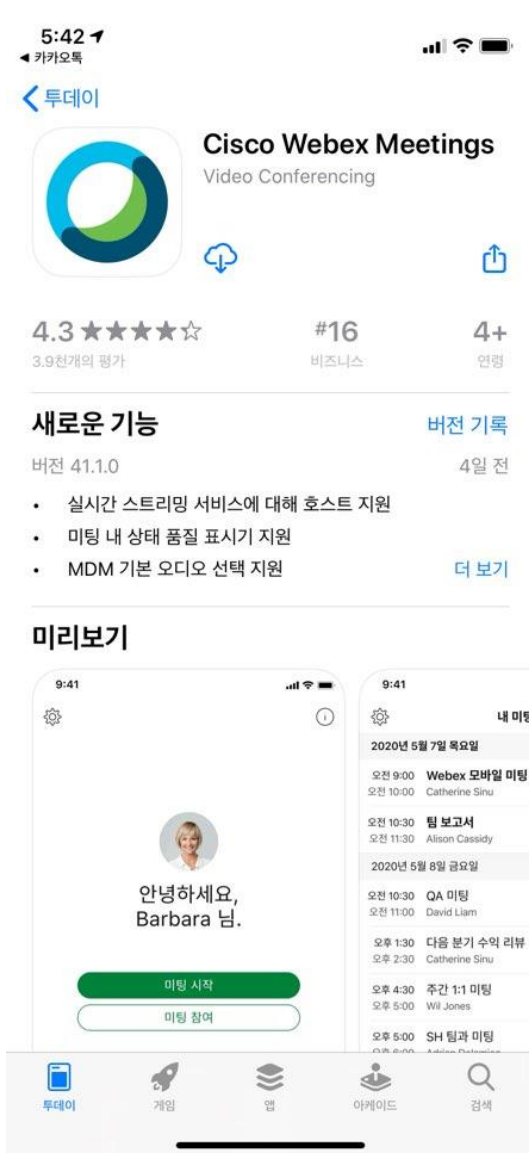 5:42
카카오톡
투데이
Cisco Webex Meetings
Video Conferencing
4.3
#16
4+
3.9천개의 평가
비즈니스
연령
새로운 기능
버전 기록
버전 41.1.0
4일 전
• 실시간 스트리밍 서비스에 대해 호스트 지원
• 미팅 내 상태 품질 표시기 지원
• MDM 기본 오디오 선택 지원
더 보기
미리보기
9:41
안녕하세요,
Barbara 님.
미팅 시작
미팅 참여
9:41
내 미팅
2020년 5월 7일 목요일
오전 9:00 Webex 모바일 미팅
오전 10:00 Catherine Sinu
오전 10:30 팀 보고서
오전 11:30 Alison Cassidy
2020년 5월 8일 금요일
오전 10:30 QA 미팅
오전 11:00 David Liam
오후 1:30 다음 분기 수익 리뷰
오후 2:30 Catherine Sinu
오후 4:30 주간 1:1 미팅
오후 5:00 Wil Jones
오후 5:00 SH 팀과 미팅
투데이
게임
앱
아케이드
검색